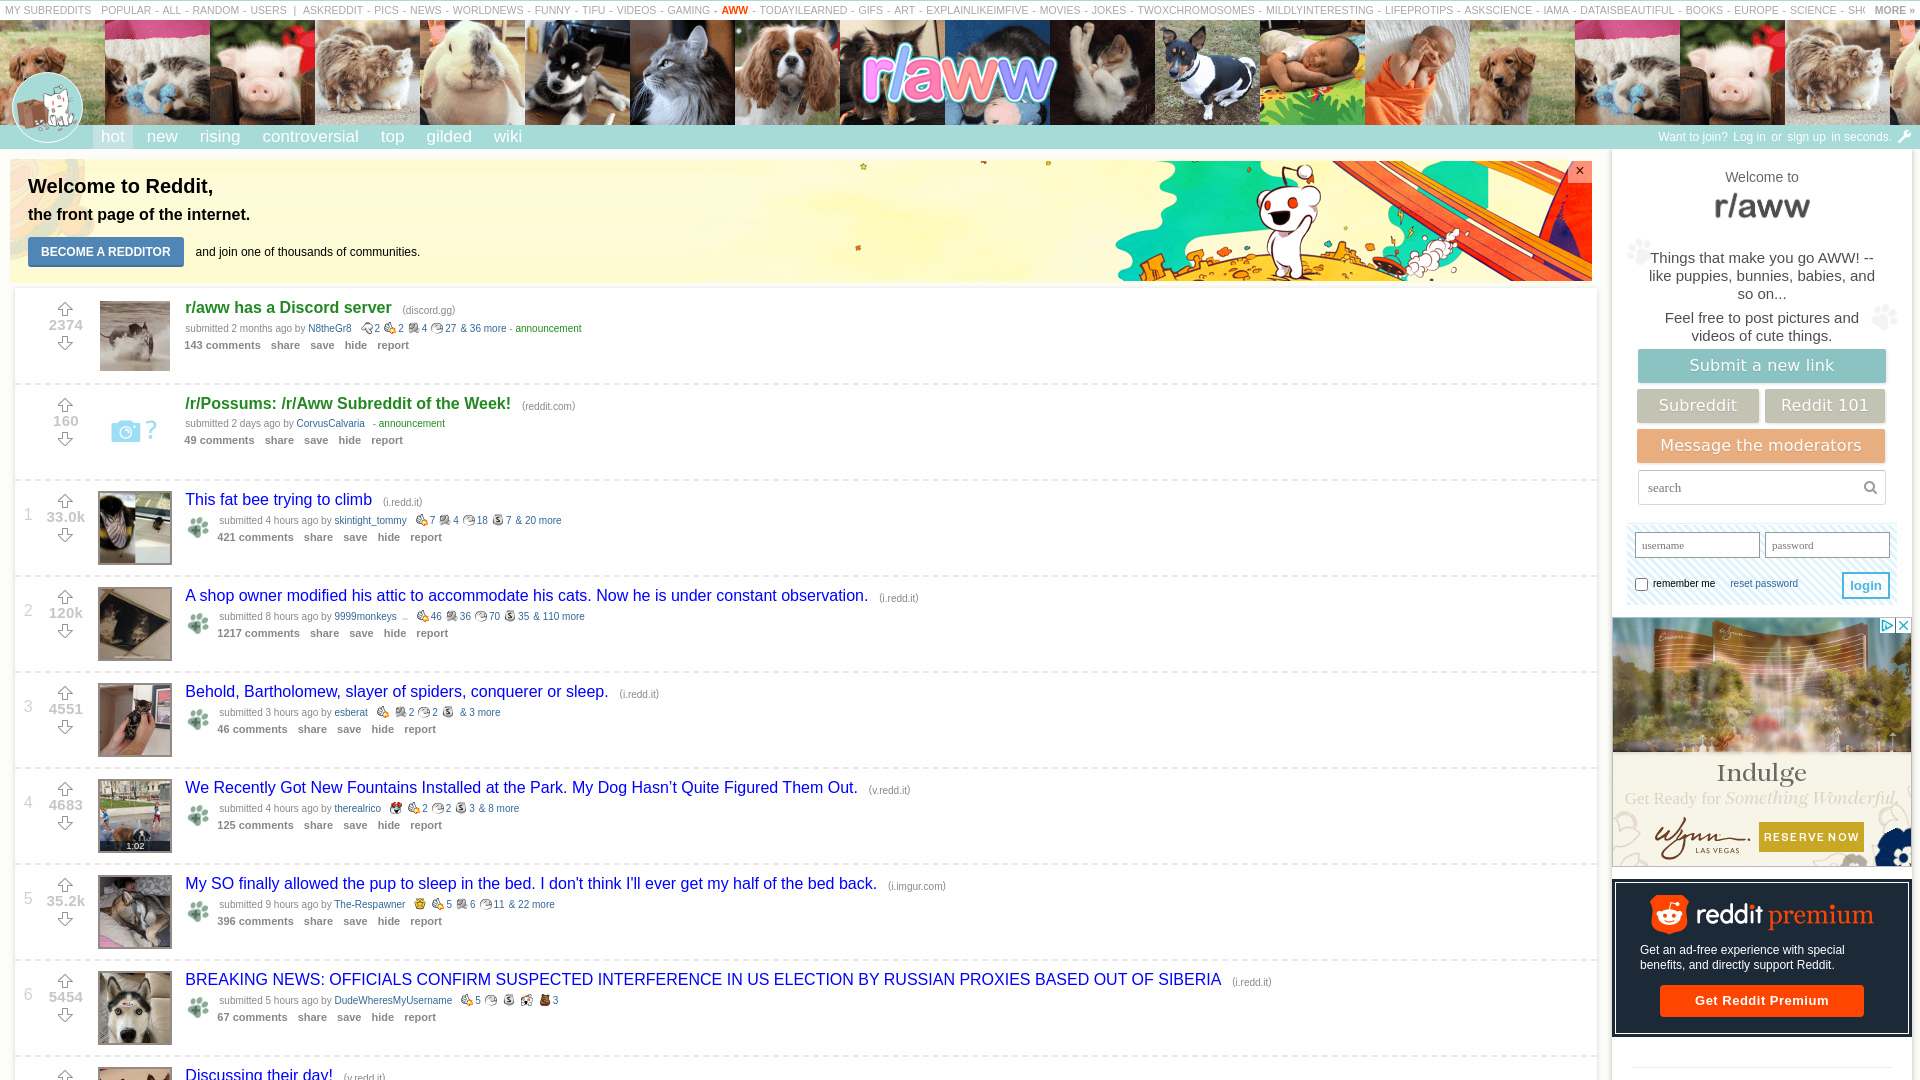 MY SUBREDDITS POPULAR - ALL - RANDOM - USERS | ASKREDDIT - PICS - NEWS - WORLDNEWS - FUNNY - TIFU - VIDEOS - GAMING - AWW - TODAYILEARNED - GIFS - ART - EXPLAINLIKEIMFIVE - MOVIES - JOKES - TWOXCHROMOSOMES - MILDLYINTERESTING - LIFEPROTIPS - ASKSCIENCE - IAMA - DATAISBEAUTIFUL - BOOKS - EUROPE - SCIENCE - SHO MORE »
r/aww
hot new rising controversial top gilded wiki
Want to join? Log in or sign up in seconds.
Welcome to Reddit,
the front page of the internet.
BECOME A REDDITOR and join one of thousands of communities.
×
r/aww has a Discord server (discord.gg)
2374
submitted 2 months ago by N8theGr8 2 2 4 27 & 36 more - announcement
143 comments share save hide report
/r/Possums: /r/Aww Subreddit of the Week! (reddit.com)
160
submitted 2 days ago by CorvusCalvaria - announcement
?
49 comments share save hide report
This fat bee trying to climb (i.redd.it)
1 33.0k
submitted 4 hours ago by skintight_tommy 7 4 18 7 & 20 more
421 comments share save hide report
A shop owner modified his attic to accommodate his cats. Now he is under constant observation. (i.redd.it)
2 120k
submitted 8 hours ago by 9999monkeys ... 46 36 70 35 & 110 more
1217 comments share save hide report
Behold, Bartholomew, slayer of spiders, conquerer or sleep. (i.redd.it)
3 4551
submitted 3 hours ago by esberat 2 2 & 3 more
46 comments share save hide report
We Recently Got New Fountains Installed at the Park. My Dog Hasn't Quite Figured Them Out. (v.redd.it)
4 4683
submitted 4 hours ago by therealrico 2 2 3 & 8 more
125 comments share save hide report
1:02
My SO finally allowed the pup to sleep in the bed. I don't think I'll ever get my half of the bed back. (i.imgur.com)
5 35.2k
submitted 9 hours ago by The-Respawner 5 6 11 & 22 more
396 comments share save hide report
BREAKING NEWS: OFFICIALS CONFIRM SUSPECTED INTERFERENCE IN US ELECTION BY RUSSIAN PROXIES BASED OUT OF SIBERIA (i.redd.it)
6 5454
submitted 5 hours ago by DudeWheresMyUsername 5 3
67 comments share save hide report
Discussing their day! (v.redd.it)
Welcome to
r/aww
Things that make you go AWW! --
like puppies, bunnies, babies, and
so on...
Feel free to post pictures and
videos of cute things.
Submit a new link
Subreddit Reddit 101
Message the moderators
search
username password
remember me reset password login
Encore Wynn
Indulge
Get Ready for Something Wonderful.
Wynn
LAS VEGAS
RESERVE NOW
reddit premium
Get an ad-free experience with special
benefits, and directly support Reddit.
Get Reddit Premium